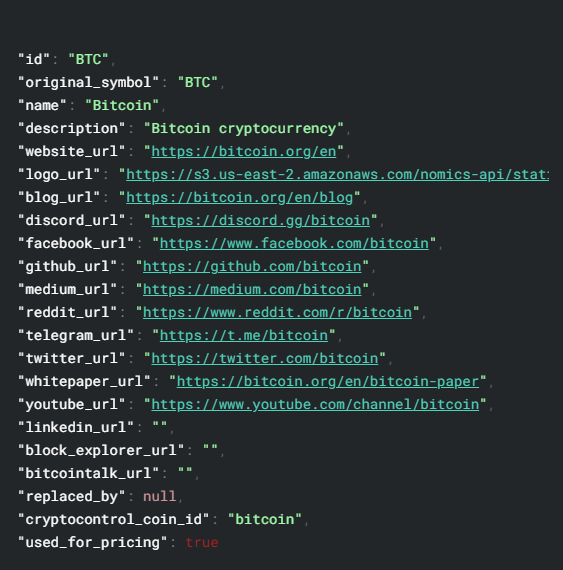 "id": "BTC",
"original_symbol": "BTC",
"name": "Bitcoin",
"description": "Bitcoin cryptocurrency",
"website_url": "https://bitcoin.org/en",
"logo_url": "https://s3.us-east-2.amazonaws.com/nomics-api/stat
"blog_url": "https://bitcoin.org/en/blog",
"discord_url": "https://discord.gg/bitcoin",
"facebook_url": "https://www.facebook.com/bitcoin",
"github_url": "https://github.com/bitcoin",
"medium_url": "https://medium.com/bitcoin",
"reddit_url": "https://www.reddit.com/r/bitcoin",
"telegram_url": "https://t.me/bitcoin",
"twitter_url": "https://twitter.com/bitcoin",
"whitepaper_url": "https://bitcoin.org/en/bitcoin-paper",
"youtube_url": "https://www.youtube.com/channel/bitcoin",
"linkedin_url": "",
"block_explorer_url": "",
"bitcointalk_url": "",
"replaced_by": null,
"cryptocontrol_coin_id": "bitcoin",
"used_for_pricing": true